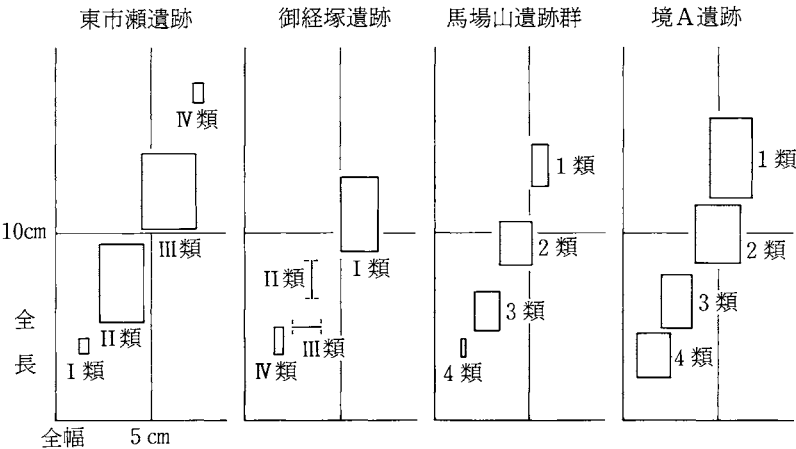 東市瀬遺跡
御経塚遺跡
馬場山遺跡群
境A遺跡
Ⅳ類
Ⅲ類
Ⅱ類
Ⅰ類
Ⅰ類
Ⅱ類
Ⅲ類
Ⅳ類
1類
2類
3類
4類
1類
2類
3類
4類
10cm
全長
全幅
5cm